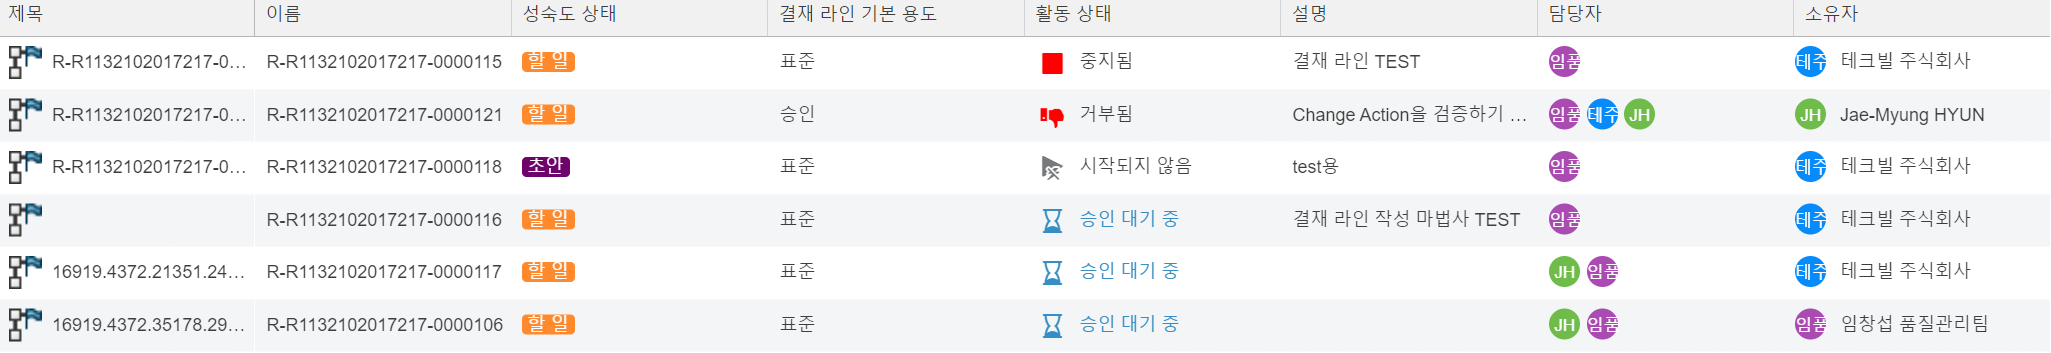 제목 이름 성숙도 상태 결재 라인 기본 용도 활동 상태 설명 담당자 소유자
R-R1132102017217-0... R-R1132102017217-0000115 할 일 표준 중지됨 결재 라인 TEST 임품 테주 테크빌 주식회사
R-R1132102017217-0... R-R1132102017217-0000121 할 일 승인 거부됨 Change Action을 검증하기 ... 임품 테주 JH JH Jae-Myung HYUN
R-R1132102017217-0... R-R1132102017217-0000118 초안 표준 시작되지 않음 test용 임품 테주 테크빌 주식회사
R-R1132102017217-0000116 할 일 표준 승인 대기 중 결재 라인 작성 마법사 TEST 임품 테주 테크빌 주식회사
16919.4372.21351.24... R-R1132102017217-0000117 할 일 표준 승인 대기 중 JH 임품 테주 테크빌 주식회사
16919.4372.35178.29... R-R1132102017217-0000106 할 일 표준 승인 대기 중 JH 임품 임품 임창섭 품질관리팀